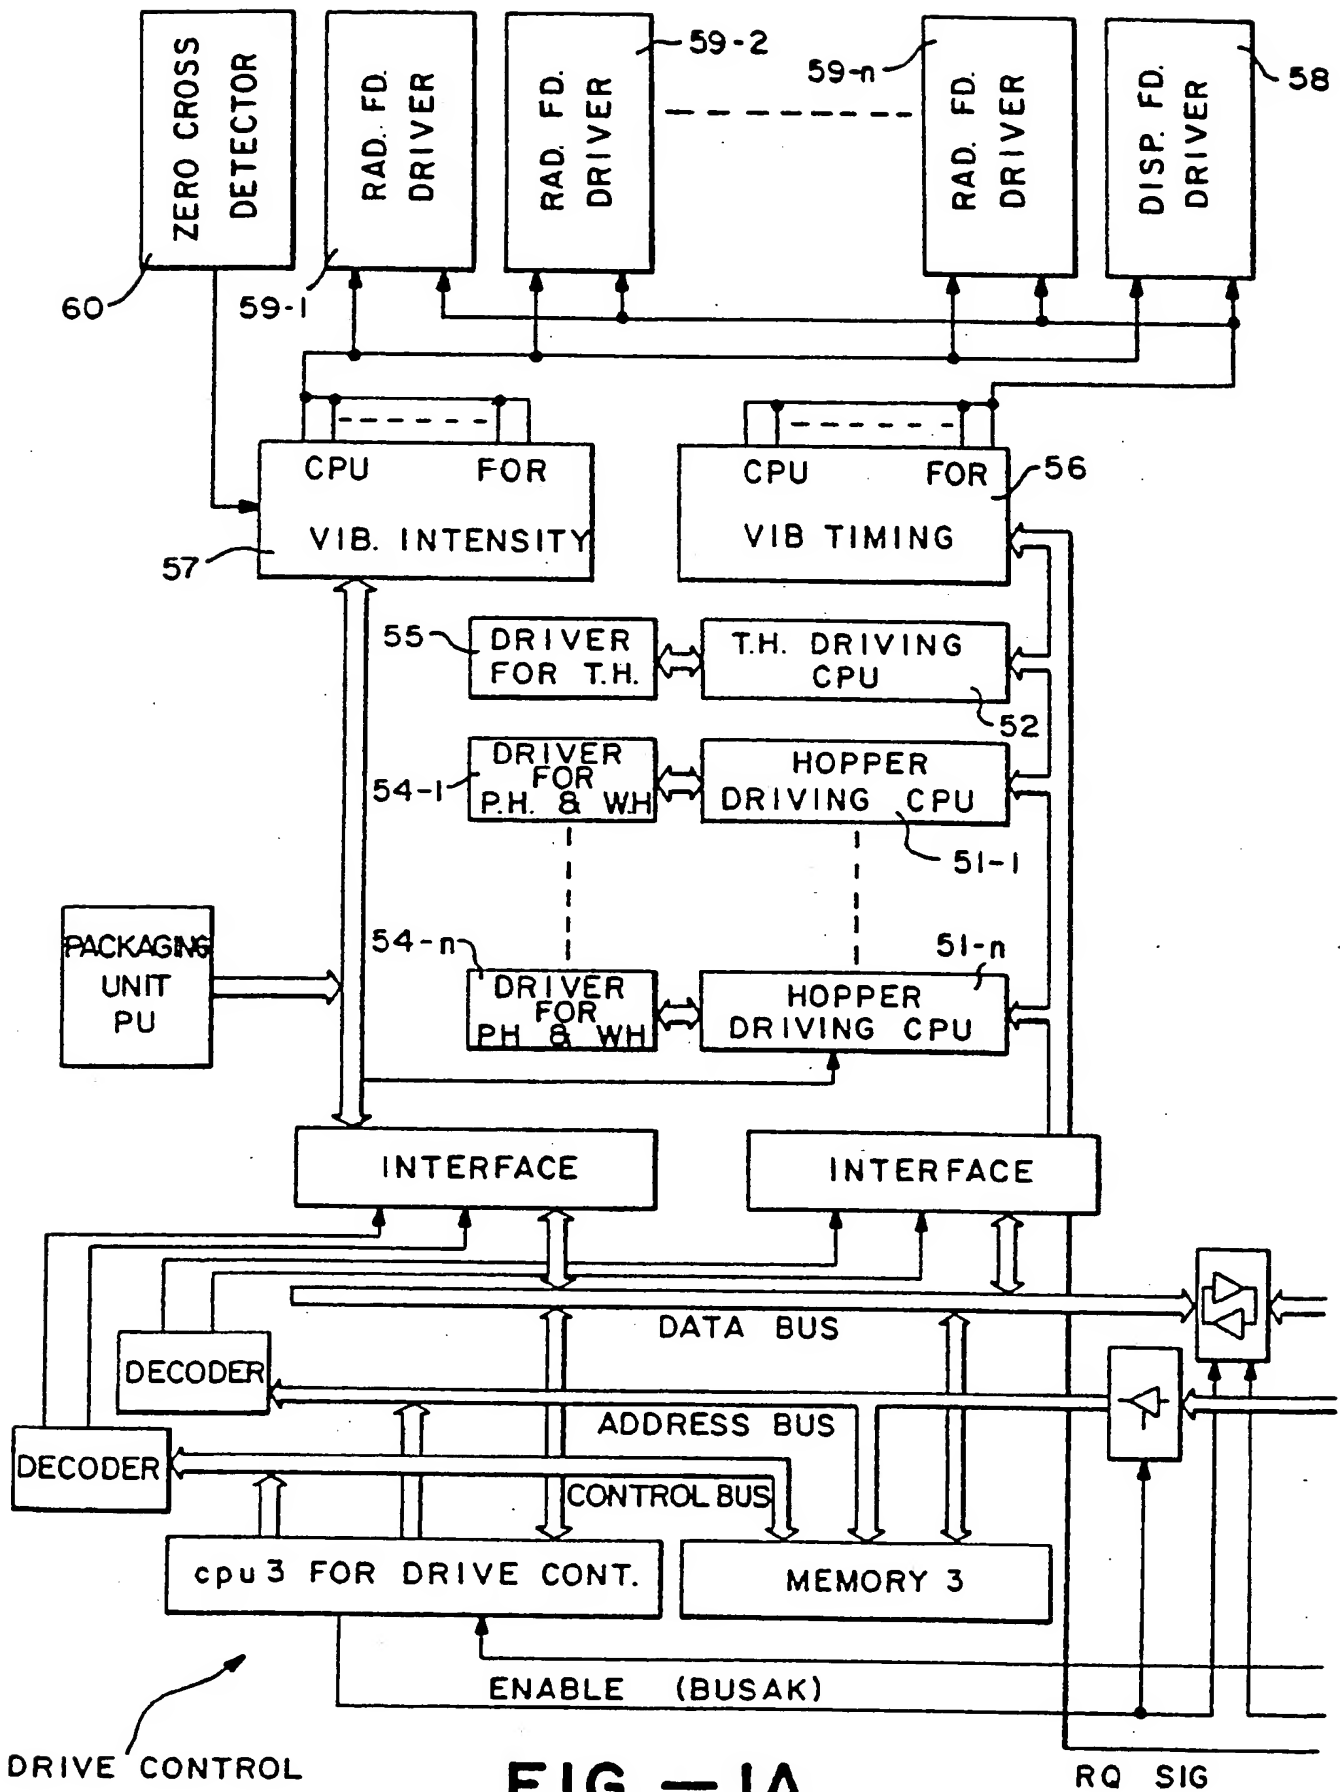 ZERO CROSS
DETECTOR
RAD. FD.
DRIVER
RAD. FD.
DRIVER
59-2
59-n
RAD. FD.
DRIVER
DISP. FD.
DRIVER
58
60
59-1
CPU FOR
VIB. INTENSITY
57
CPU FOR
VIB TIMING
56
55
DRIVER
FOR T.H.
T.H. DRIVING
CPU
52
54-1
DRIVER
FOR
P.H. & W.H
HOPPER
DRIVING CPU
51-1
PACKAGING
UNIT
PU
54-n
DRIVER
FOR
PH & WH
51-n
HOPPER
DRIVING CPU
INTERFACE
INTERFACE
DATA BUS
DECODER
ADDRESS BUS
DECODER
CONTROL BUS
cpu 3 FOR DRIVE CONT.
MEMORY 3
ENABLE (BUSAK)
DRIVE CONTROL
FIG — 1A
RQ SIG